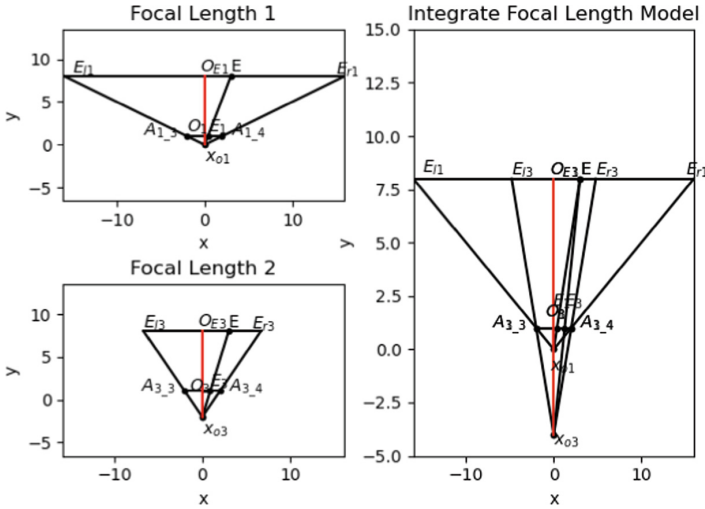 Focal Length 1
10
5
0
−5
y
E_l1
O_E1
E
E_r1
A_1_3
O_1
E_1
A_1_4
x_o1
−10
0
10
x
Focal Length 2
10
5
0
−5
y
E_l3
O_E3
E
E_r3
A_3_3
O_3
E_3
A_3_4
x_o3
−10
0
10
x
Integrate Focal Length Model
15.0
12.5
10.0
7.5
5.0
2.5
0.0
−2.5
−5.0
y
E_l1
E_l3
O_E3
E
E_r3
E_r1
A_3_3
E_3
A_3_4
x_o1
x_o3
−10
0
10
x